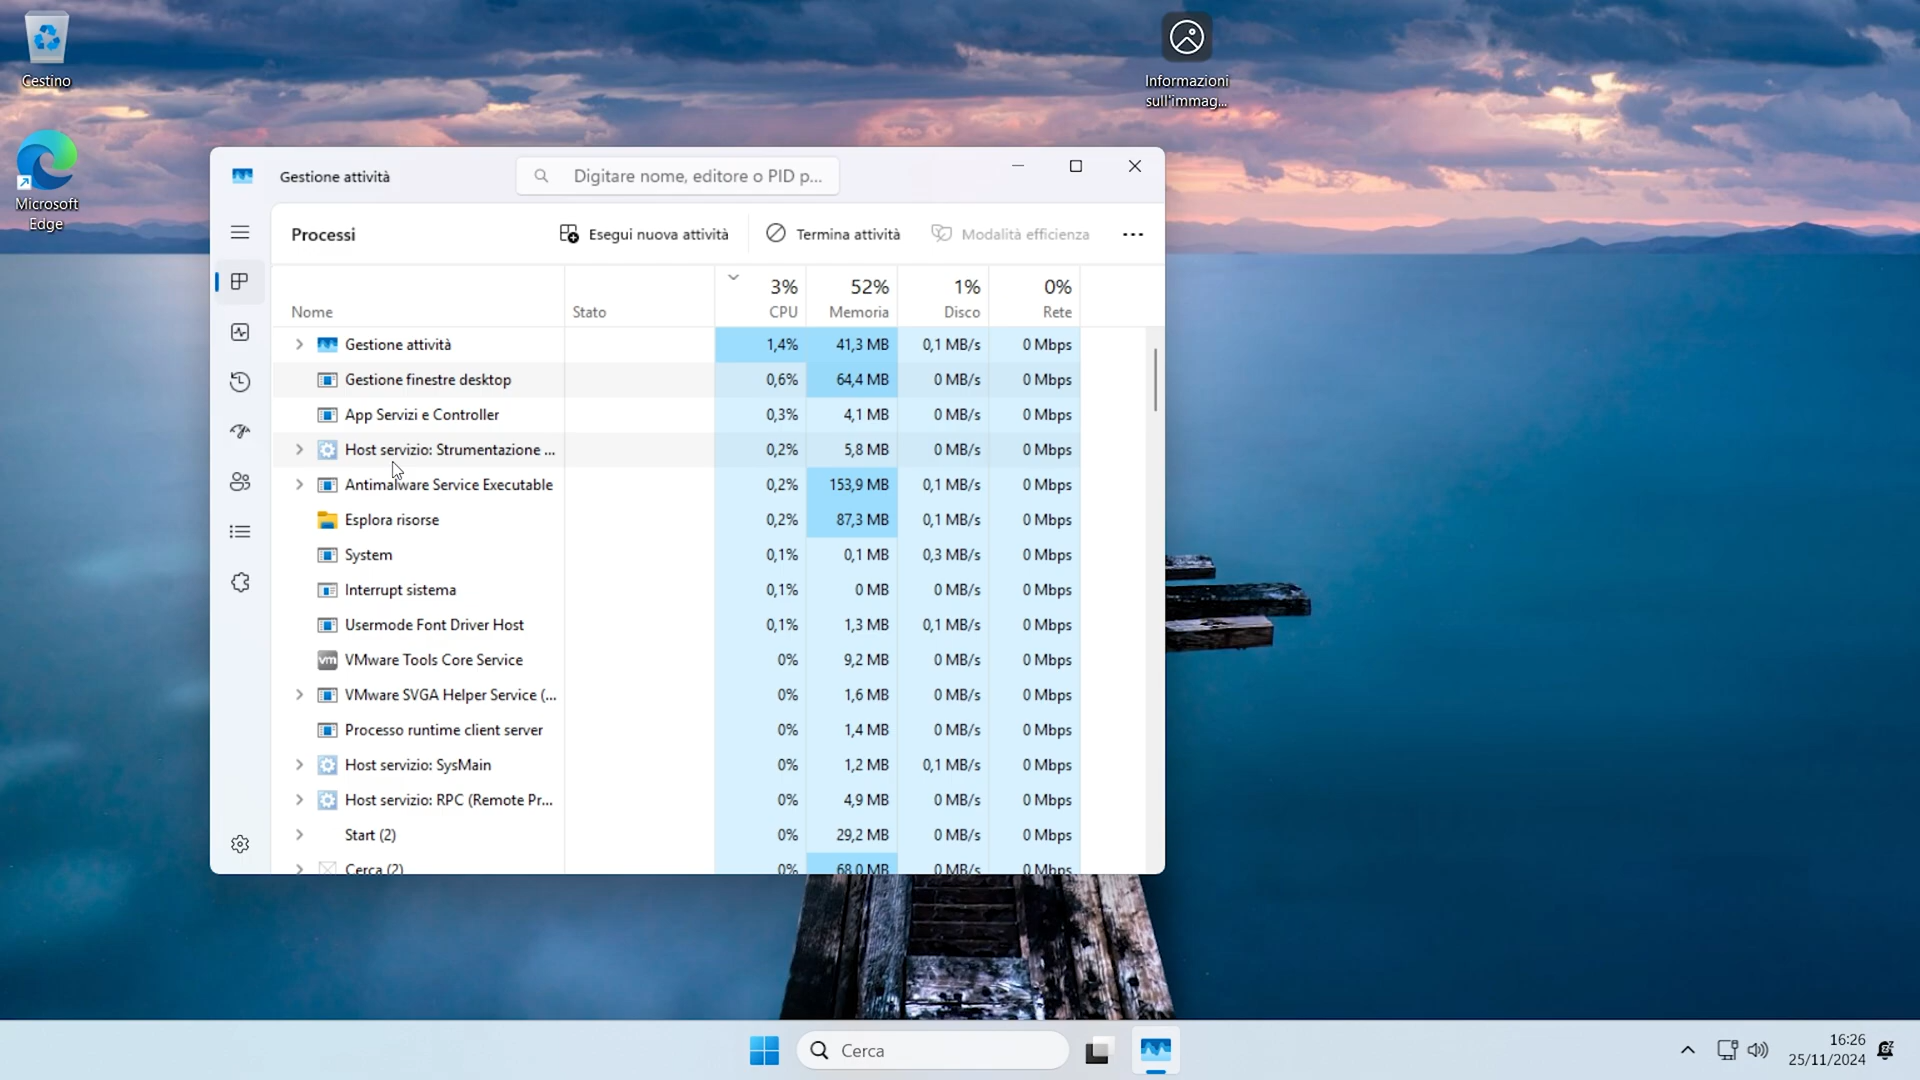 Cestino
Microsoft
Edge
Informazioni
sull'immag...
Gestione attività
Digitare nome, editore o PID p...
Processi
Esegui nuova attività
Termina attività
Modalità efficienza
3% 52% 1% 0%
Nome Stato CPU Memoria Disco Rete
Gestione attività 1,4% 41,3 MB 0,1 MB/s 0 Mbps
Gestione finestre desktop 0,6% 64,4 MB 0 MB/s 0 Mbps
App Servizi e Controller 0,3% 4,1 MB 0 MB/s 0 Mbps
Host servizio: Strumentazione ... 0,2% 5,8 MB 0 MB/s 0 Mbps
Antimalware Service Executable 0,2% 153,9 MB 0,1 MB/s 0 Mbps
Esplora risorse 0,2% 87,3 MB 0,1 MB/s 0 Mbps
System 0,1% 0,1 MB 0,3 MB/s 0 Mbps
Interrupt sistema 0,1% 0 MB 0 MB/s 0 Mbps
Usermode Font Driver Host 0,1% 1,3 MB 0,1 MB/s 0 Mbps
vm VMware Tools Core Service 0% 9,2 MB 0 MB/s 0 Mbps
VMware SVGA Helper Service (... 0% 1,6 MB 0 MB/s 0 Mbps
Processo runtime client server 0% 1,4 MB 0 MB/s 0 Mbps
Host servizio: SysMain 0% 1,2 MB 0,1 MB/s 0 Mbps
Host servizio: RPC (Remote Pr... 0% 4,9 MB 0 MB/s 0 Mbps
Start (2) 0% 29,2 MB 0 MB/s 0 Mbps
Cerca (2) 0% 68,0 MB 0 MB/s 0 Mbps
Cerca
16:26
25/11/2024